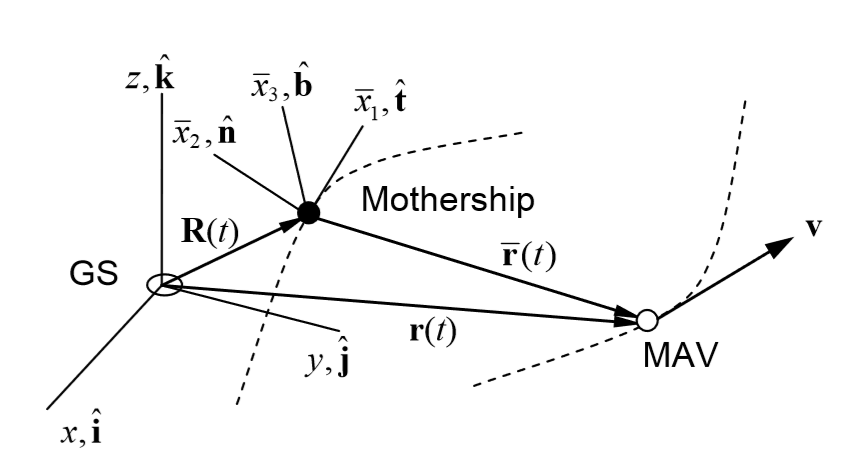 z, k̂
x̄₃, b̂
x̄₁, t̂
x̄₂, n̂
Mothership
R(t)
v
r̄(t)
GS
r(t)
y, ĵ
MAV
x, î